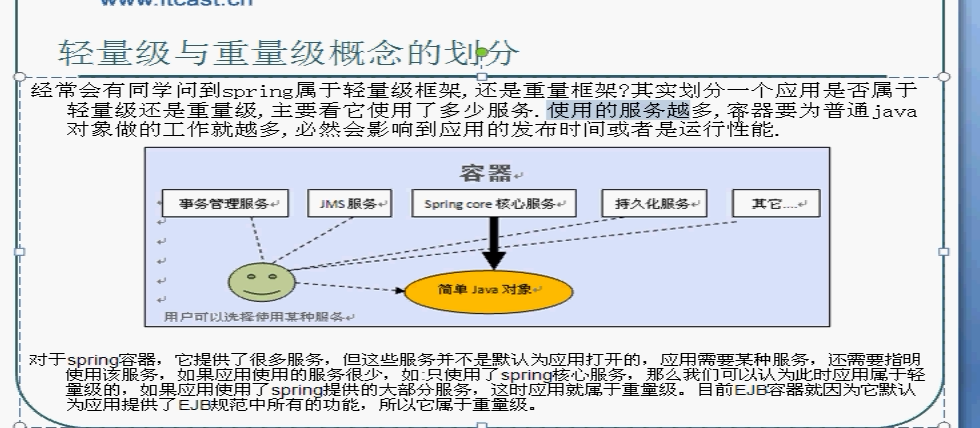 www.itcast.cn
轻量级与重量级概念的划分
经常会有同学问到spring属于轻量级框架,还是重量框架?其实划分一个应用是否属于
轻量级还是重量级,主要看它使用了多少服务.使用的服务越多,容器要为普通java
对象做的工作就越多,必然会影响到应用的发布时间或者是运行性能.
容器
事务管理服务 JMS服务 Spring core 核心服务 持久化服务 其它....
简单 Java 对象
用户可以选择使用某种服务
对于spring容器，它提供了很多服务，但这些服务并不是默认为应用打开的，应用需要某种服务，还需要指明
使用该服务，如果应用使用的服务很少，如:只使用了spring核心服务，那么我们可以认为此时应用属于轻
量级的，如果应用使用了spring提供的大部分服务，这时应用就属于重量级。目前EJB容器就因为它默认
为应用提供了EJB规范中所有的功能，所以它属于重量级。